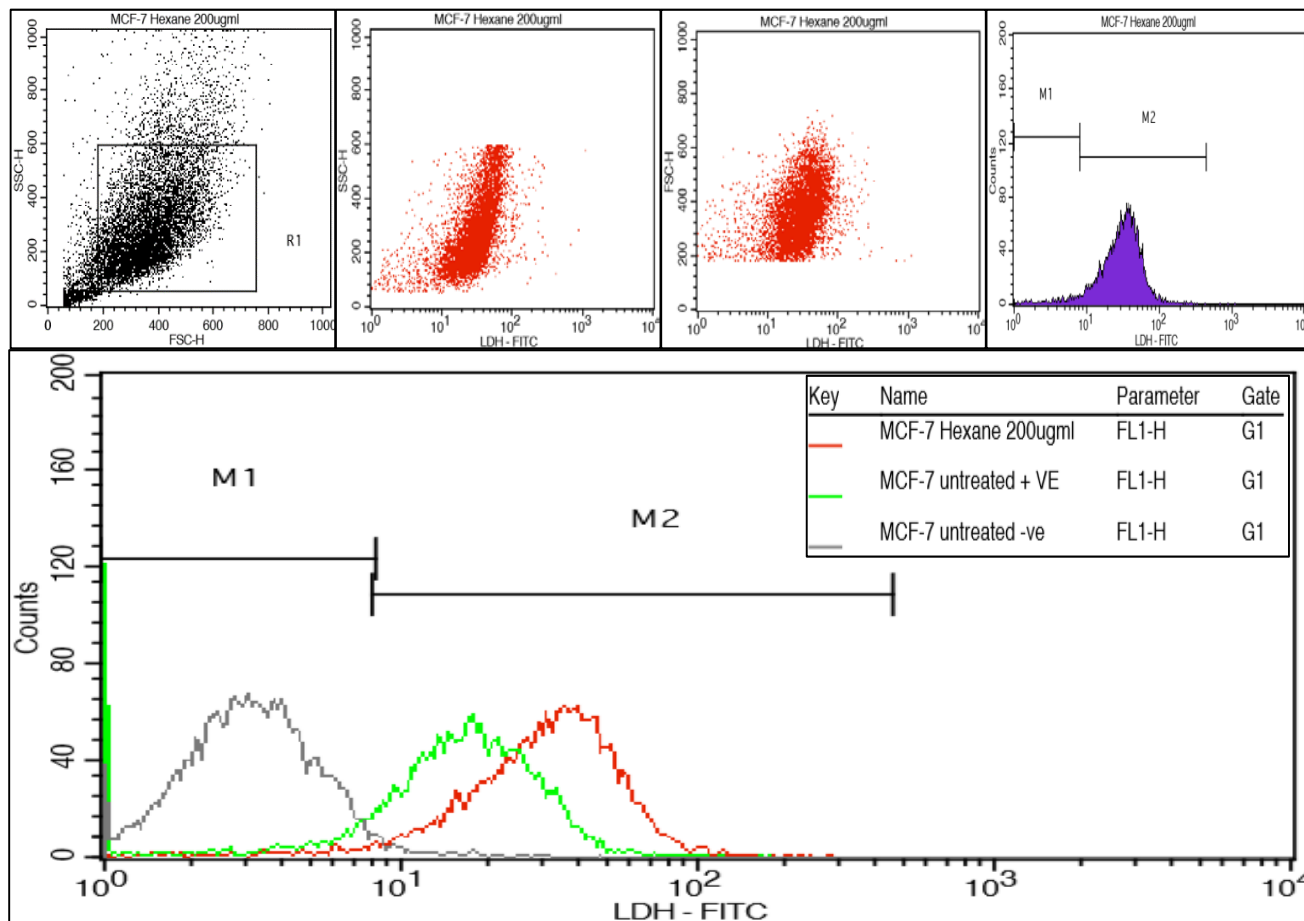 MCF-7 Hexane 200ugml
1000
800
600
400
200
0
SSC-H
R1
0 200 400 600 800 1000
FSC-H
MCF-7 Hexane 200ugml
1000
800
600
400
200
0
SSC-H
10^0 10^1 10^2 10^3 10^4
LDH - FITC
MCF-7 Hexane 200ugml
1000
800
600
400
200
0
FSC-H
10^0 10^1 10^2 10^3 10^4
LDH - FITC
MCF-7 Hexane 200ugml
200
160
120
80
40
0
Counts
M1
M2
10^0 10^1 10^2 10^3
LDH - FITC
200
160
120
80
40
0
Counts
M1
M2
Key Name Parameter Gate
MCF-7 Hexane 200ugml FL1-H G1
MCF-7 untreated + VE FL1-H G1
MCF-7 untreated -ve FL1-H G1
10^0 10^1 10^2 10^3 10^4
LDH - FITC